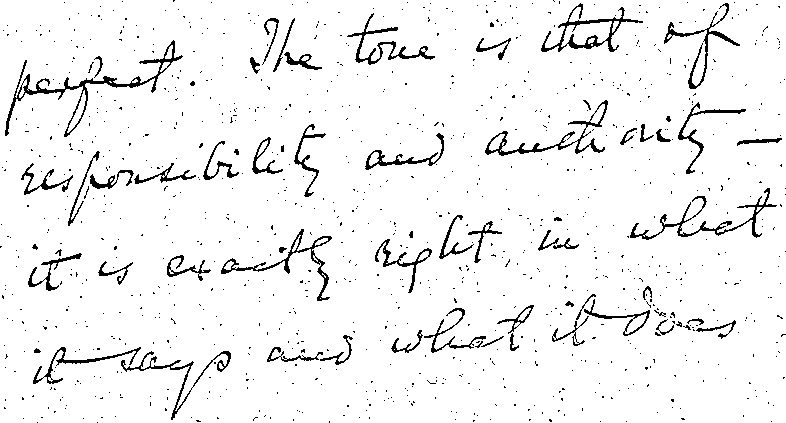 perfect. The tone is that of
responsibility and authority —
it is exactly right in what
it says and what it does